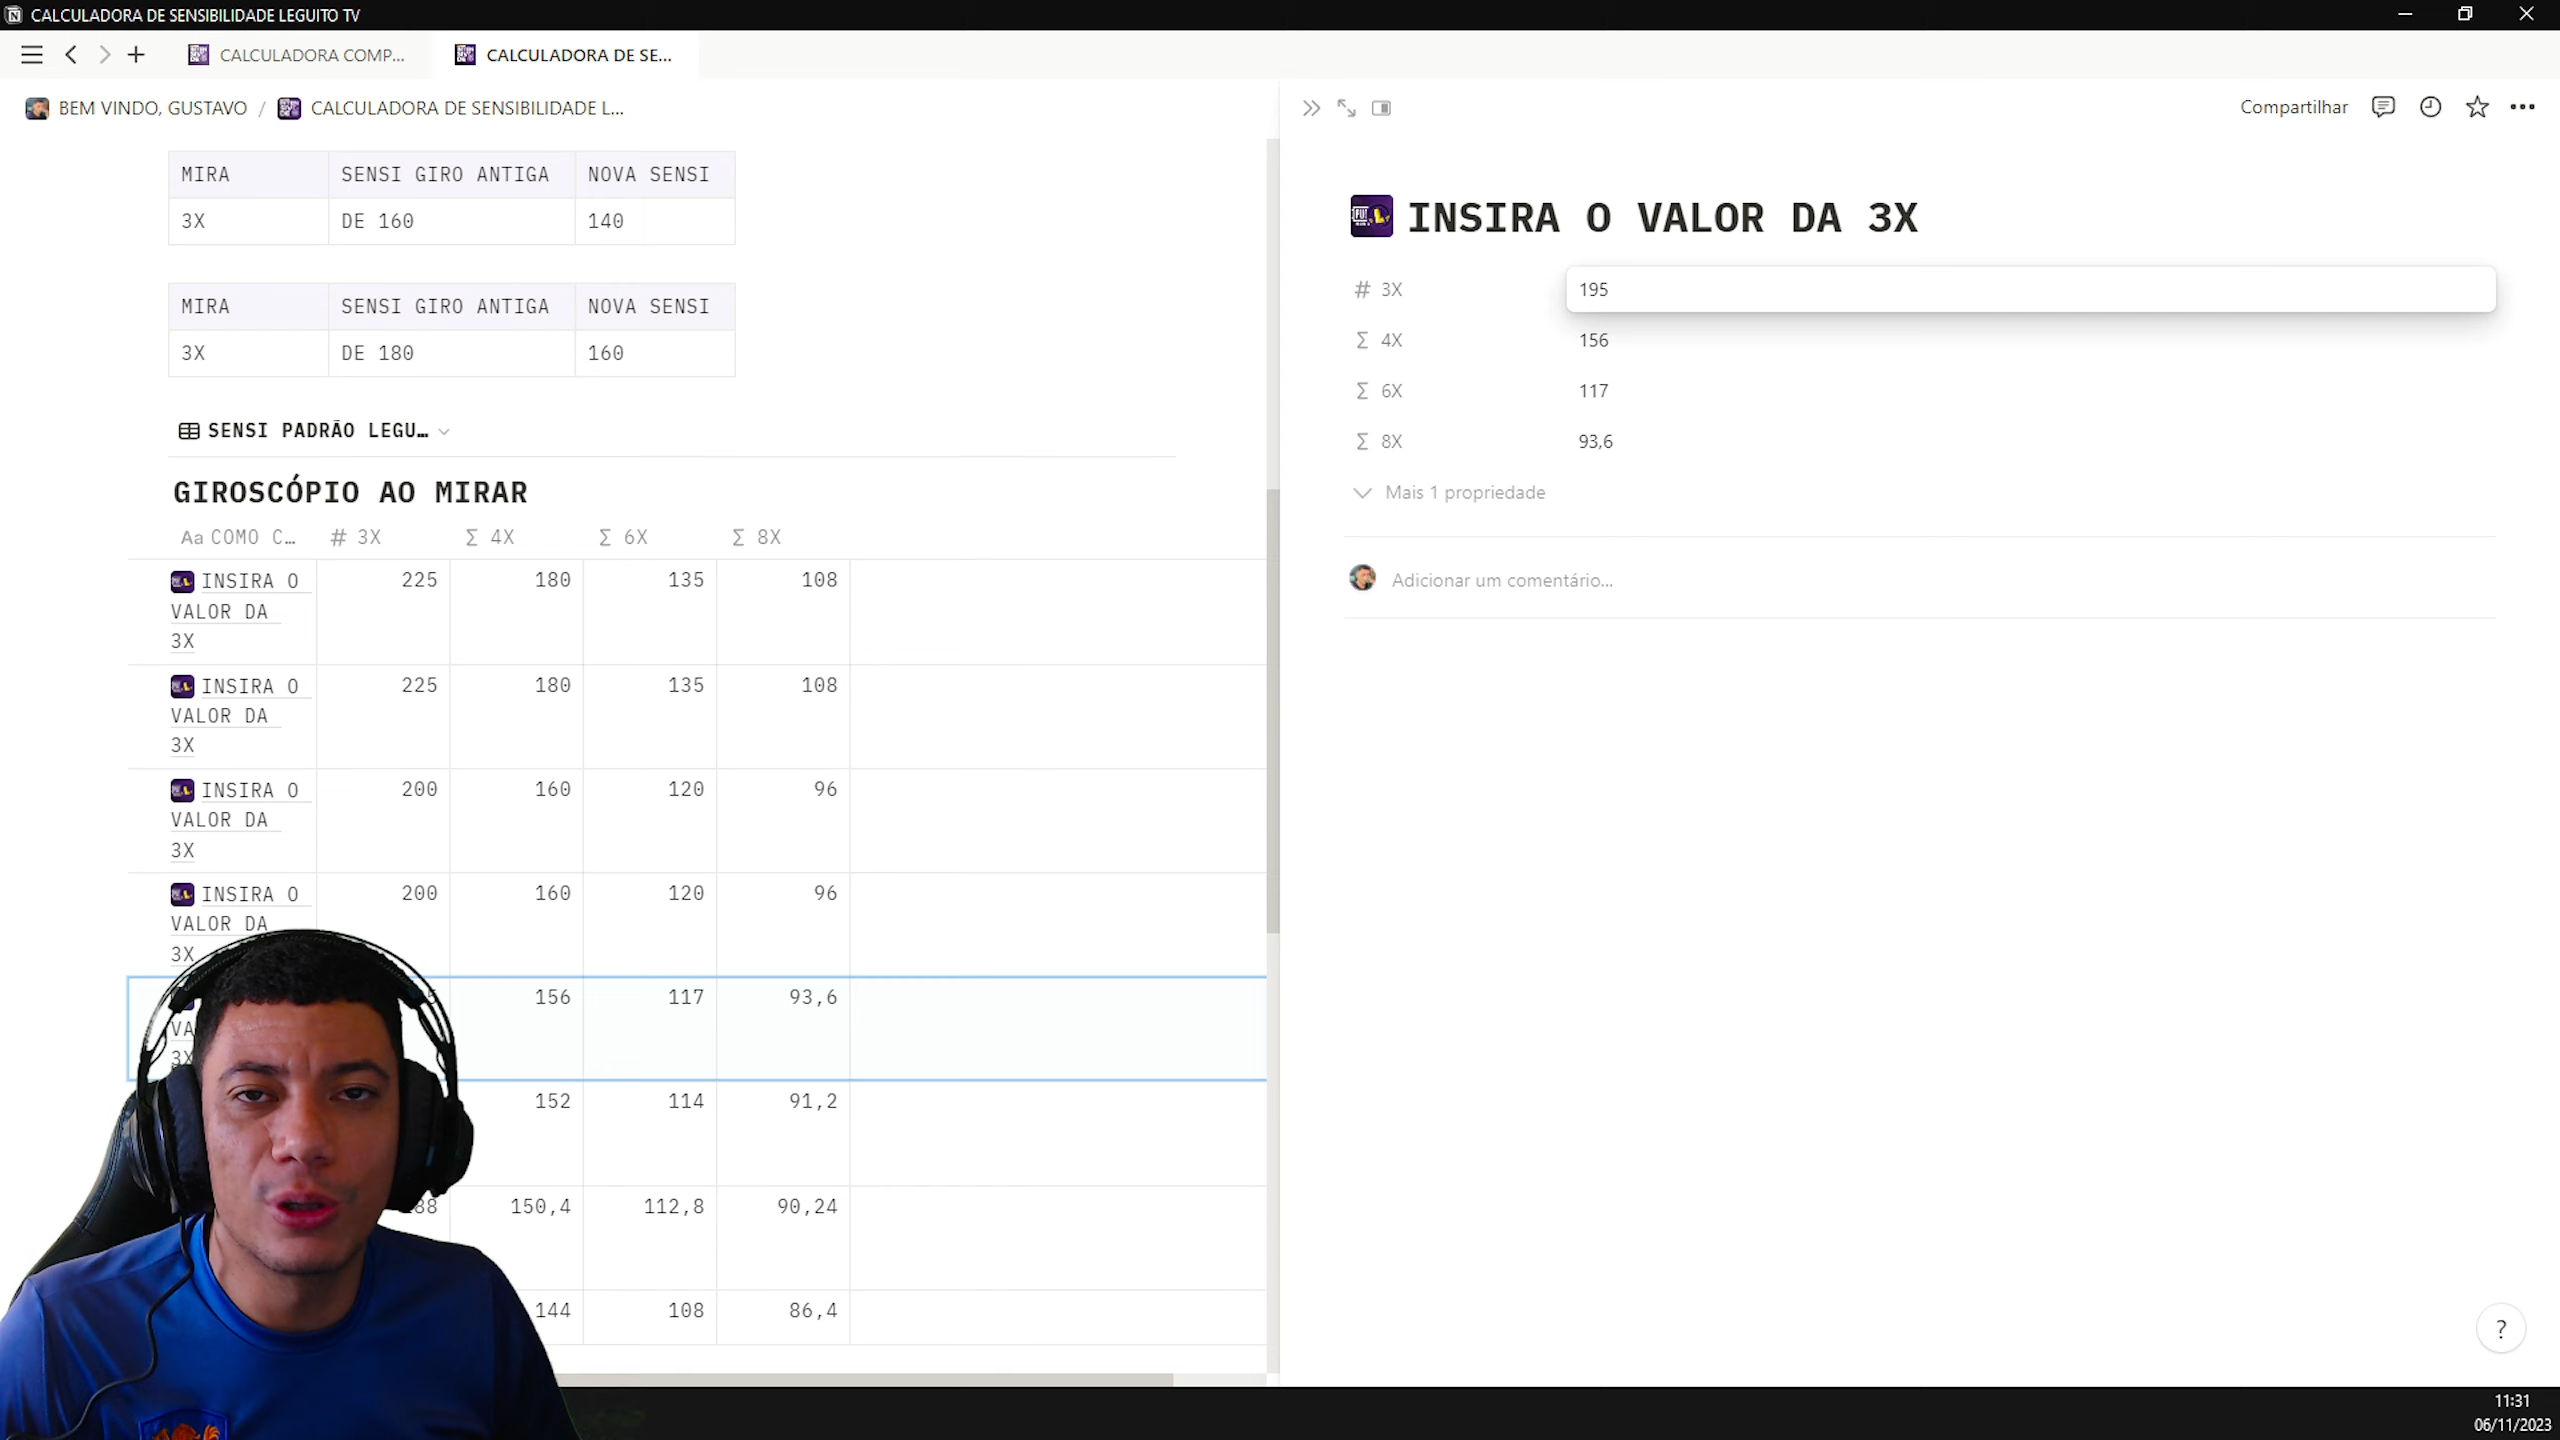 CALCULADORA DE SENSIBILIDADE LEGUITO TV
CALCULADORA COMP...
CALCULADORA DE SE...
BEM VINDO, GUSTAVO / CALCULADORA DE SENSIBILIDADE L...
Compartilhar
MIRA SENSI GIRO ANTIGA NOVA SENSI
3X DE 160 140
MIRA SENSI GIRO ANTIGA NOVA SENSI
3X DE 180 160
SENSI PADRÃO LEGU…
GIROSCÓPIO AO MIRAR
Aa COMO C… # 3X Σ 4X Σ 6X Σ 8X
INSIRA O 225 180 135 108
VALOR DA
3X
INSIRA O 225 180 135 108
VALOR DA
3X
INSIRA O 200 160 120 96
VALOR DA
3X
INSIRA O 200 160 120 96
VALOR DA
3X
156 117 93,6
VA
3X
152 114 91,2
150,4 112,8 90,24
144 108 86,4
INSIRA O VALOR DA 3X
# 3X 195
Σ 4X 156
Σ 6X 117
Σ 8X 93,6
Mais 1 propriedade
Adicionar um comentário...
?
11:31
06/11/2023